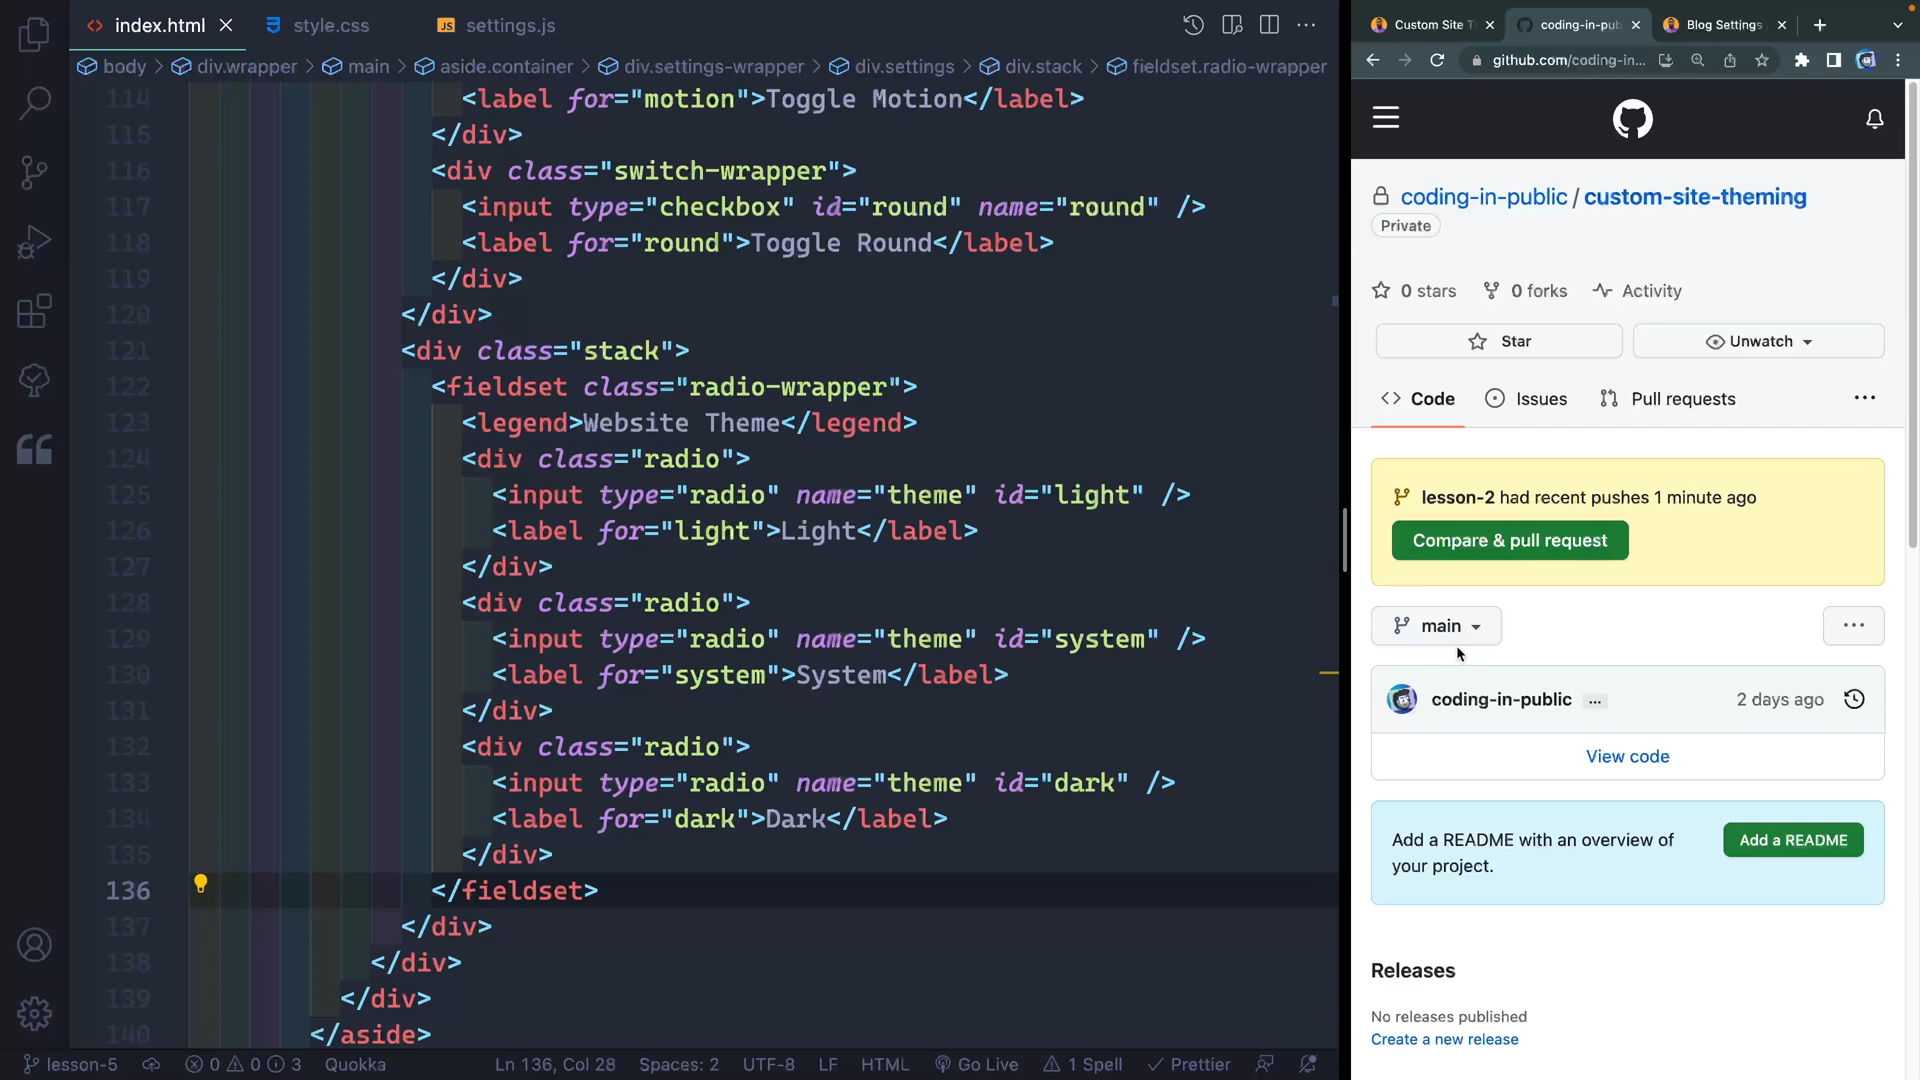 index.html
style.css
JS settings.js
body > div.wrapper > main > aside.container > div.settings-wrapper > div.settings > div.stack > fieldset.radio-wrapper
114 <label for="motion">Toggle Motion</label>
115 </div>
116 <div class="switch-wrapper">
117 <input type="checkbox" id="round" name="round" />
118 <label for="round">Toggle Round</label>
119 </div>
120 </div>
121 <div class="stack">
122 <fieldset class="radio-wrapper">
123 <legend>Website Theme</legend>
124 <div class="radio">
125 <input type="radio" name="theme" id="light" />
126 <label for="light">Light</label>
127 </div>
128 <div class="radio">
129 <input type="radio" name="theme" id="system" />
130 <label for="system">System</label>
131 </div>
132 <div class="radio">
133 <input type="radio" name="theme" id="dark" />
134 <label for="dark">Dark</label>
135 </div>
136 </fieldset>
137 </div>
138 </div>
139 </div>
140 </aside>
lesson-5 0 0 3 Quokka Ln 136, Col 28 Spaces: 2 UTF-8 LF HTML Go Live 1 Spell Prettier
Custom Site T
coding-in-pub
Blog Settings
github.com/coding-in...
coding-in-public / custom-site-theming
Private
0 stars 0 forks Activity
Star
Unwatch
Code Issues Pull requests
lesson-2 had recent pushes 1 minute ago
Compare & pull request
main
coding-in-public ... 2 days ago
View code
Add a README with an overview of
your project.
Add a README
Releases
No releases published
Create a new release